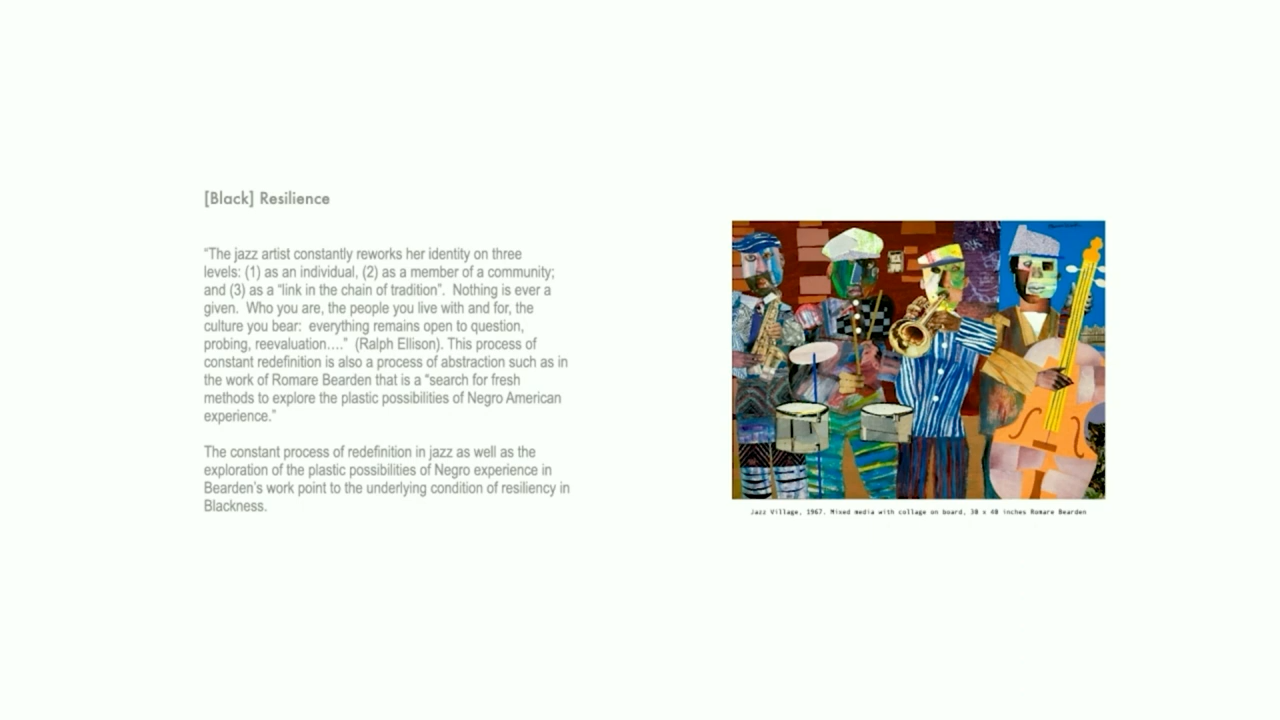 [Black] Resilience
“The jazz artist constantly reworks her identity on three
levels: (1) as an individual, (2) as a member of a community;
and (3) as a “link in the chain of tradition”.  Nothing is ever a
given.  Who you are, the people you live with and for, the
culture you bear:  everything remains open to question,
probing, reevaluation….”  (Ralph Ellison). This process of
constant redefinition is also a process of abstraction such as in
the work of Romare Bearden that is a “search for fresh
methods to explore the plastic possibilities of Negro American
experience.”
The constant process of redefinition in jazz as well as the
exploration of the plastic possibilities of Negro experience in
Bearden’s work point to the underlying condition of resiliency in
Blackness.
Jazz Village, 1967. Mixed media with collage on board, 30 x 40 inches Romare Bearden